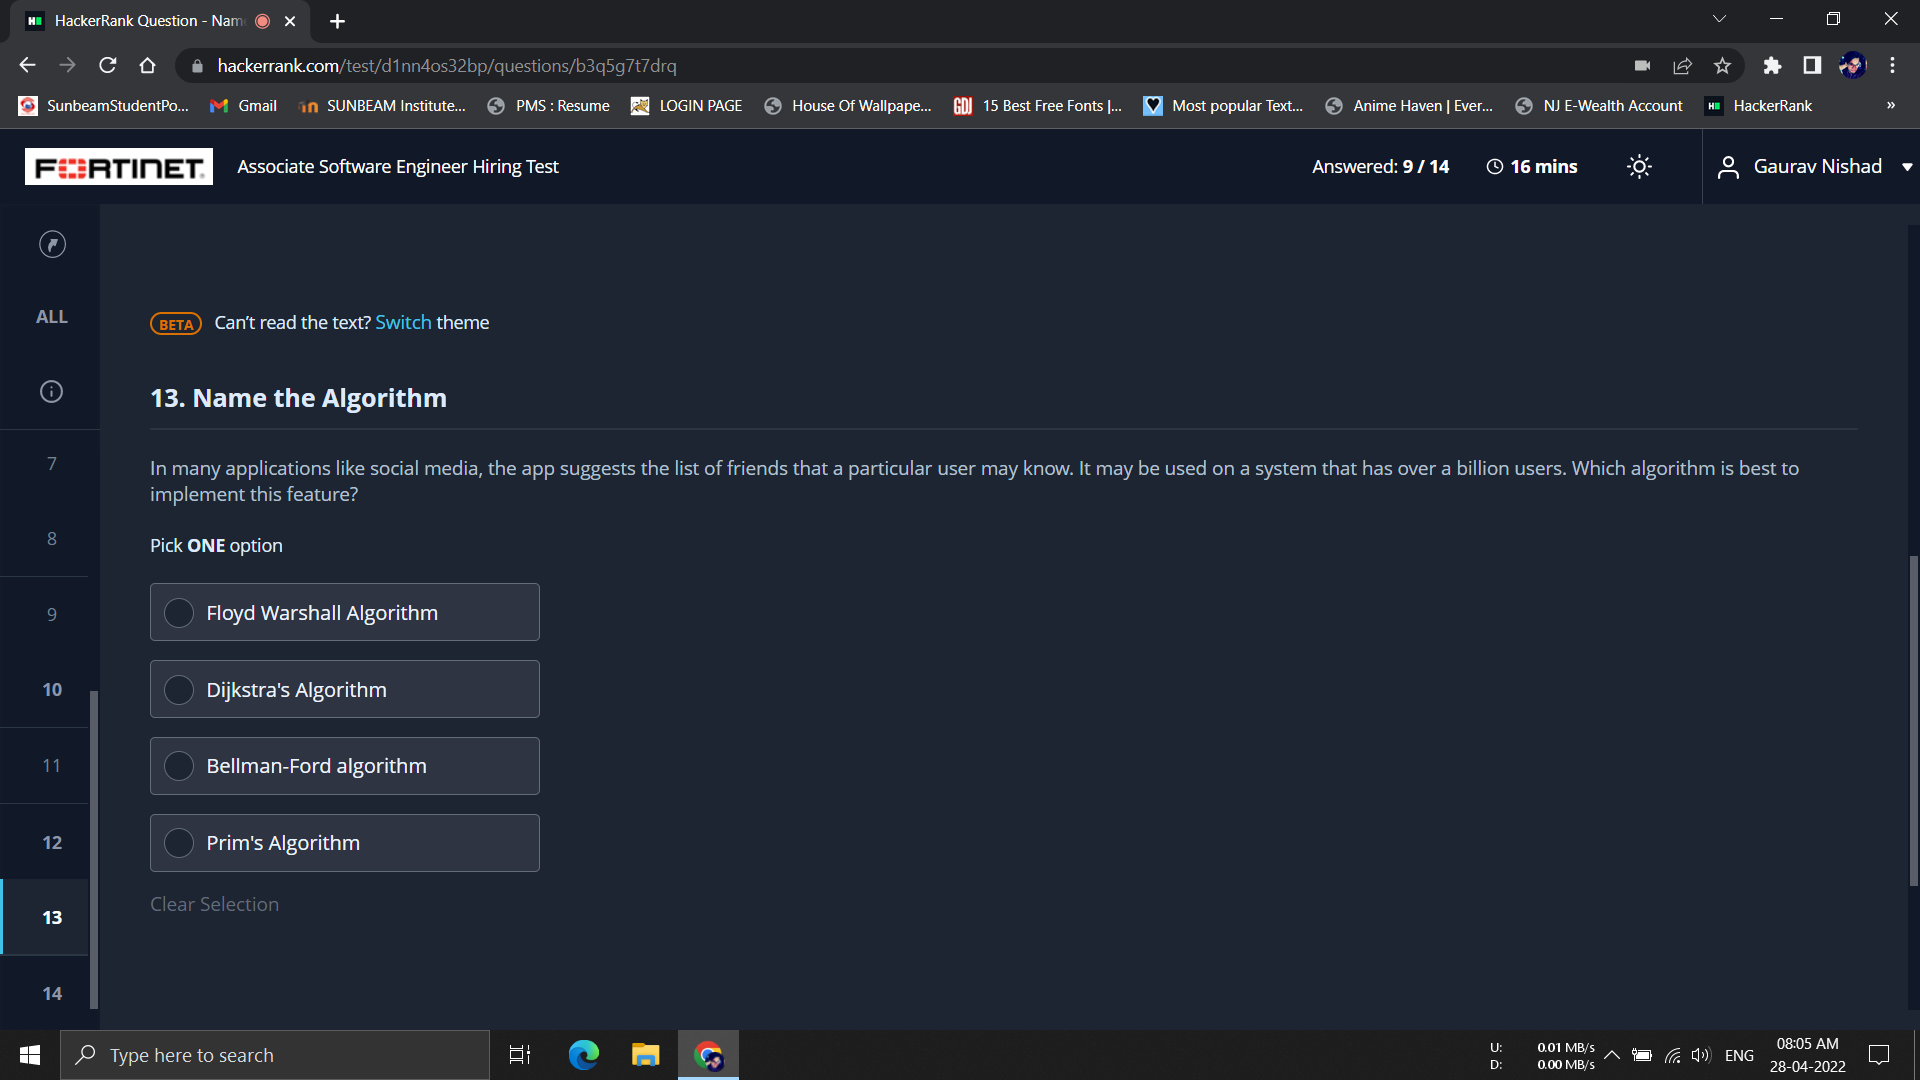 HackerRank Question - Nam
hackerrank.com/test/d1nn4os32bp/questions/b3q5g7t7drq
SunbeamStudentPo... Gmail SUNBEAM Institute... PMS : Resume LOGIN PAGE House Of Wallpape... GDJ 15 Best Free Fonts |... Most popular Text... Anime Haven | Ever... NJ E-Wealth Account HackerRank »
FORTINET Associate Software Engineer Hiring Test Answered: 9 / 14 16 mins Gaurav Nishad
ALL
BETA Can't read the text? Switch theme
13. Name the Algorithm
In many applications like social media, the app suggests the list of friends that a particular user may know. It may be used on a system that has over a billion users. Which algorithm is best to
implement this feature?
Pick ONE option
Floyd Warshall Algorithm
Dijkstra's Algorithm
Bellman-Ford algorithm
Prim's Algorithm
Clear Selection
7
8
9
10
11
12
13
14
Type here to search
U: 0.01 MB/s
D: 0.00 MB/s
ENG
08:05 AM
28-04-2022